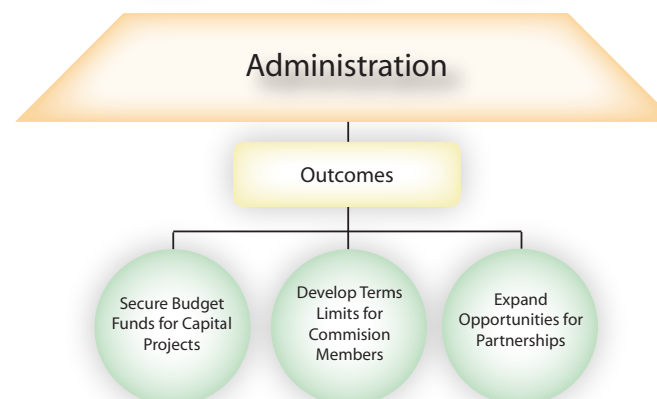 Administration
Outcomes
Secure Budget
Funds for Capital
Projects
Develop Terms
Limits for
Commision
Members
Expand
Opportunities for
Partnerships